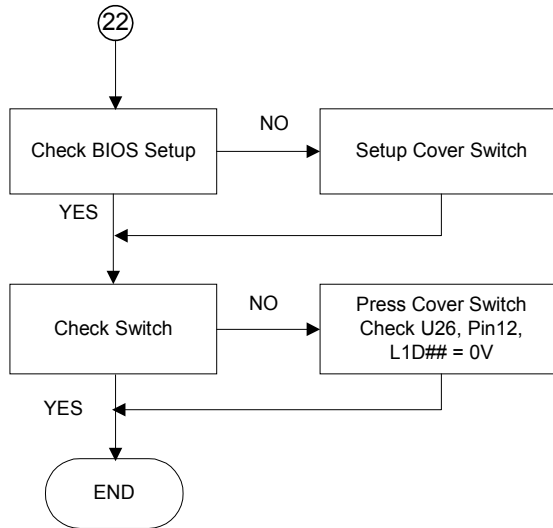 22
Check BIOS Setup
NO
Setup Cover Switch
YES
Check Switch
NO
Press Cover Switch
Check U26, Pin12,
L1D## = 0V
YES
END